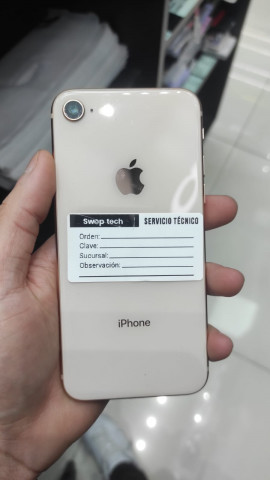 Swop tech
SERVICIO TÉCNICO
Orden:
Clave:
Sucursal:
Observación:
iPhone